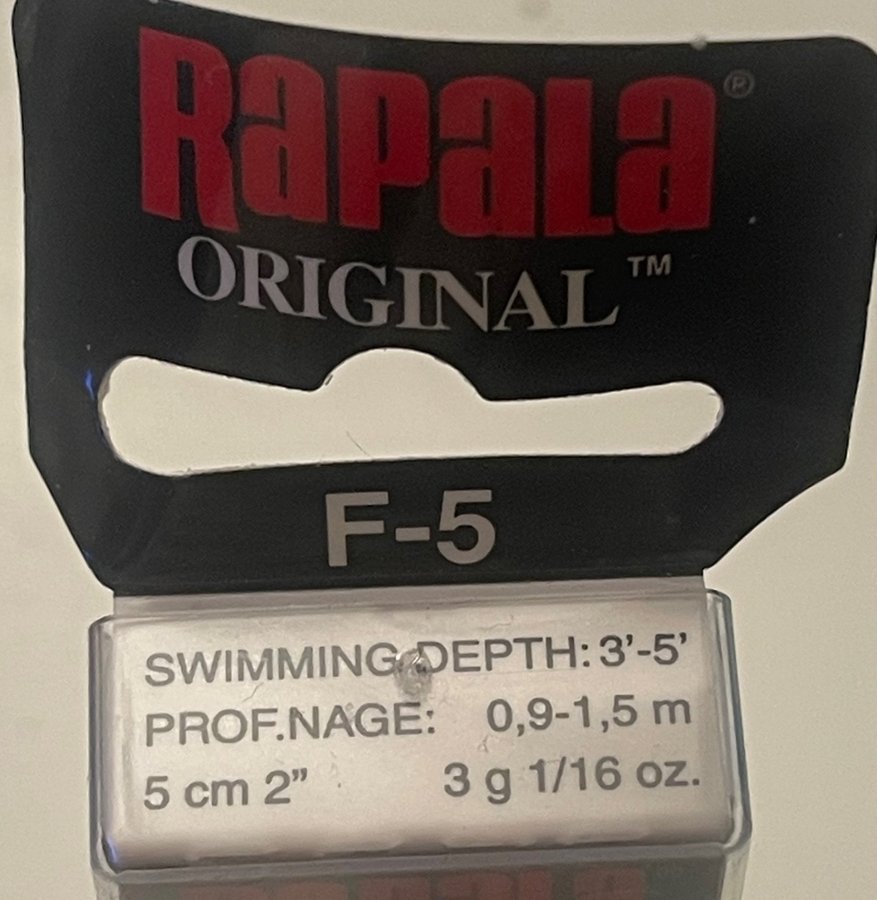 RAPALA®
ORIGINAL™
F-5
SWIMMING DEPTH: 3’-5’
PROF.NAGE: 0,9-1,5 m
5 cm 2” 3 g 1/16 oz.